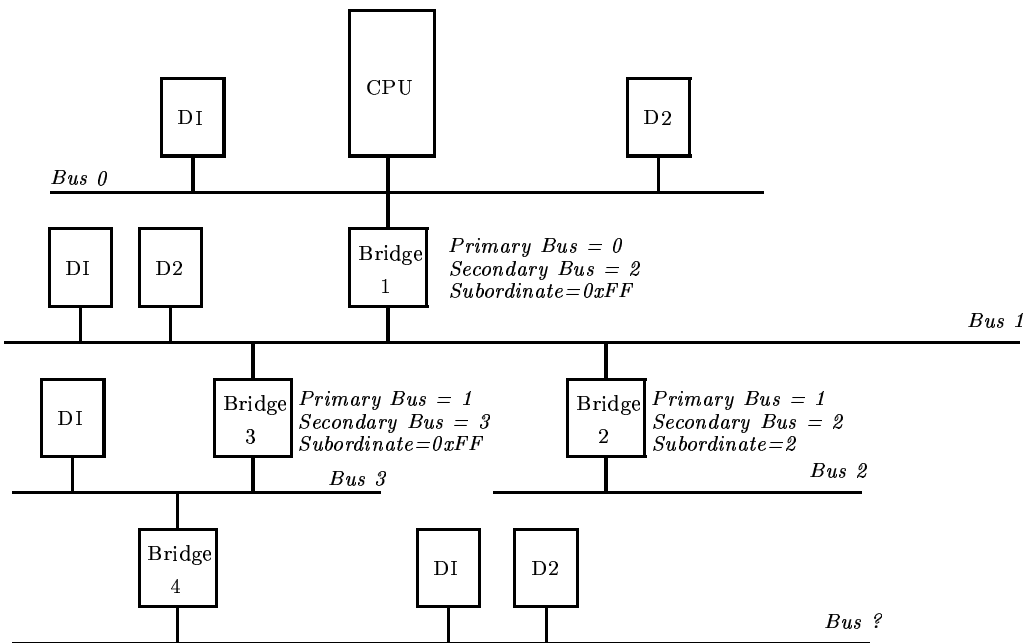 CPU
DI
D2
Bus 0
DI
D2
Bridge
1
Primary Bus = 0
Secondary Bus = 2
Subordinate=0xFF
Bus 1
DI
Bridge
3
Primary Bus = 1
Secondary Bus = 3
Subordinate=0xFF
Bridge
2
Primary Bus = 1
Secondary Bus = 2
Subordinate=2
Bus 3
Bus 2
Bridge
4
DI
D2
Bus ?